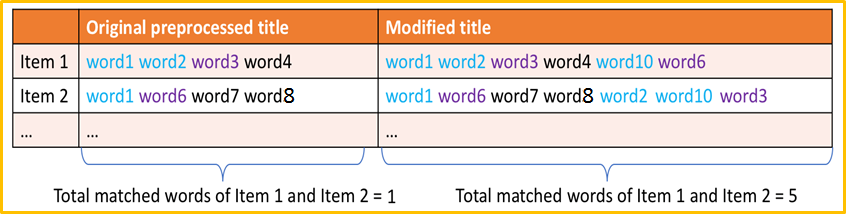 Original preprocessed title Modified title
Item 1 word1 word2 word3 word4 word1 word2 word3 word4 word10 word6
Item 2 word1 word6 word7 word8 word1 word6 word7 word8 word2 word10 word3
... ... ...
Total matched words of Item 1 and Item 2 = 1 Total matched words of Item 1 and Item 2 = 5